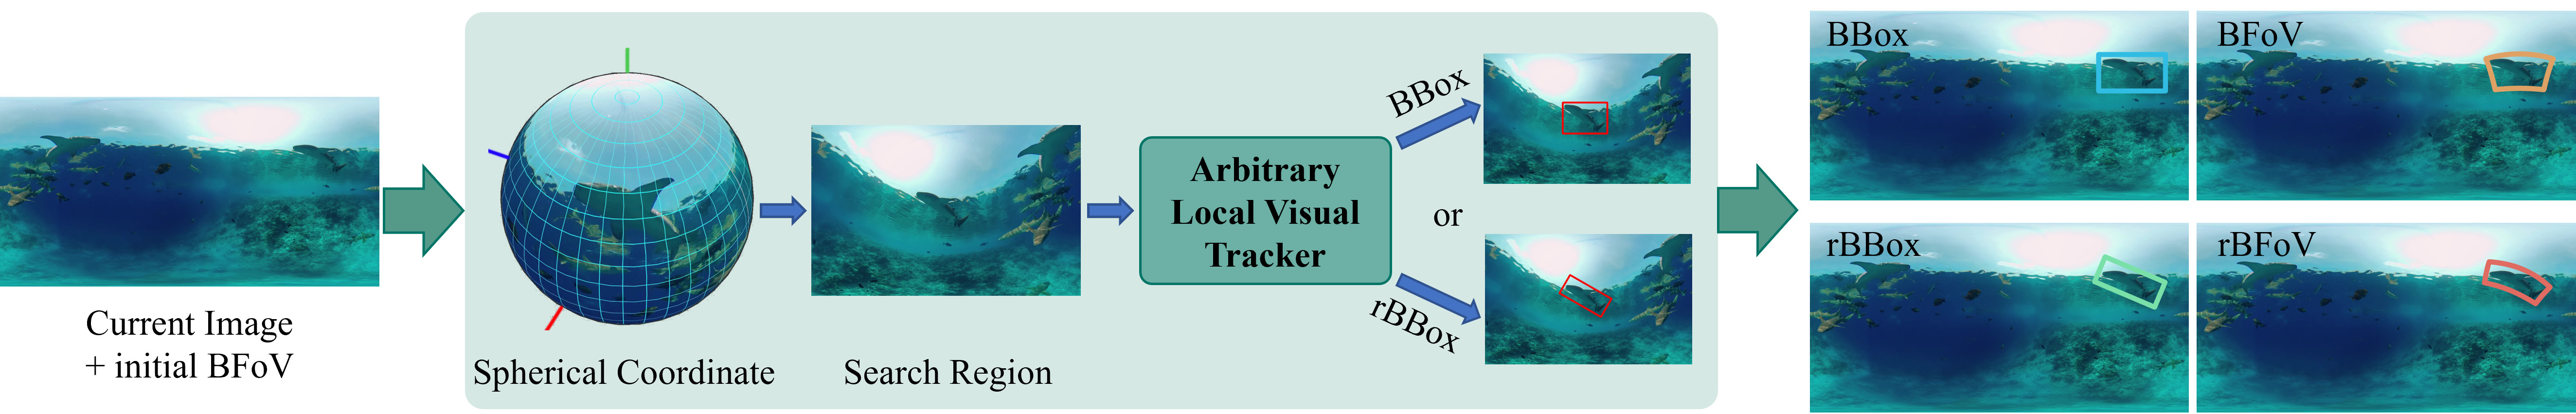 Current Image
+ initial BFoV
Spherical Coordinate
Search Region
Arbitrary
Local Visual
Tracker
BBox
or
rBBox
BBox
BFoV
rBBox
rBFoV